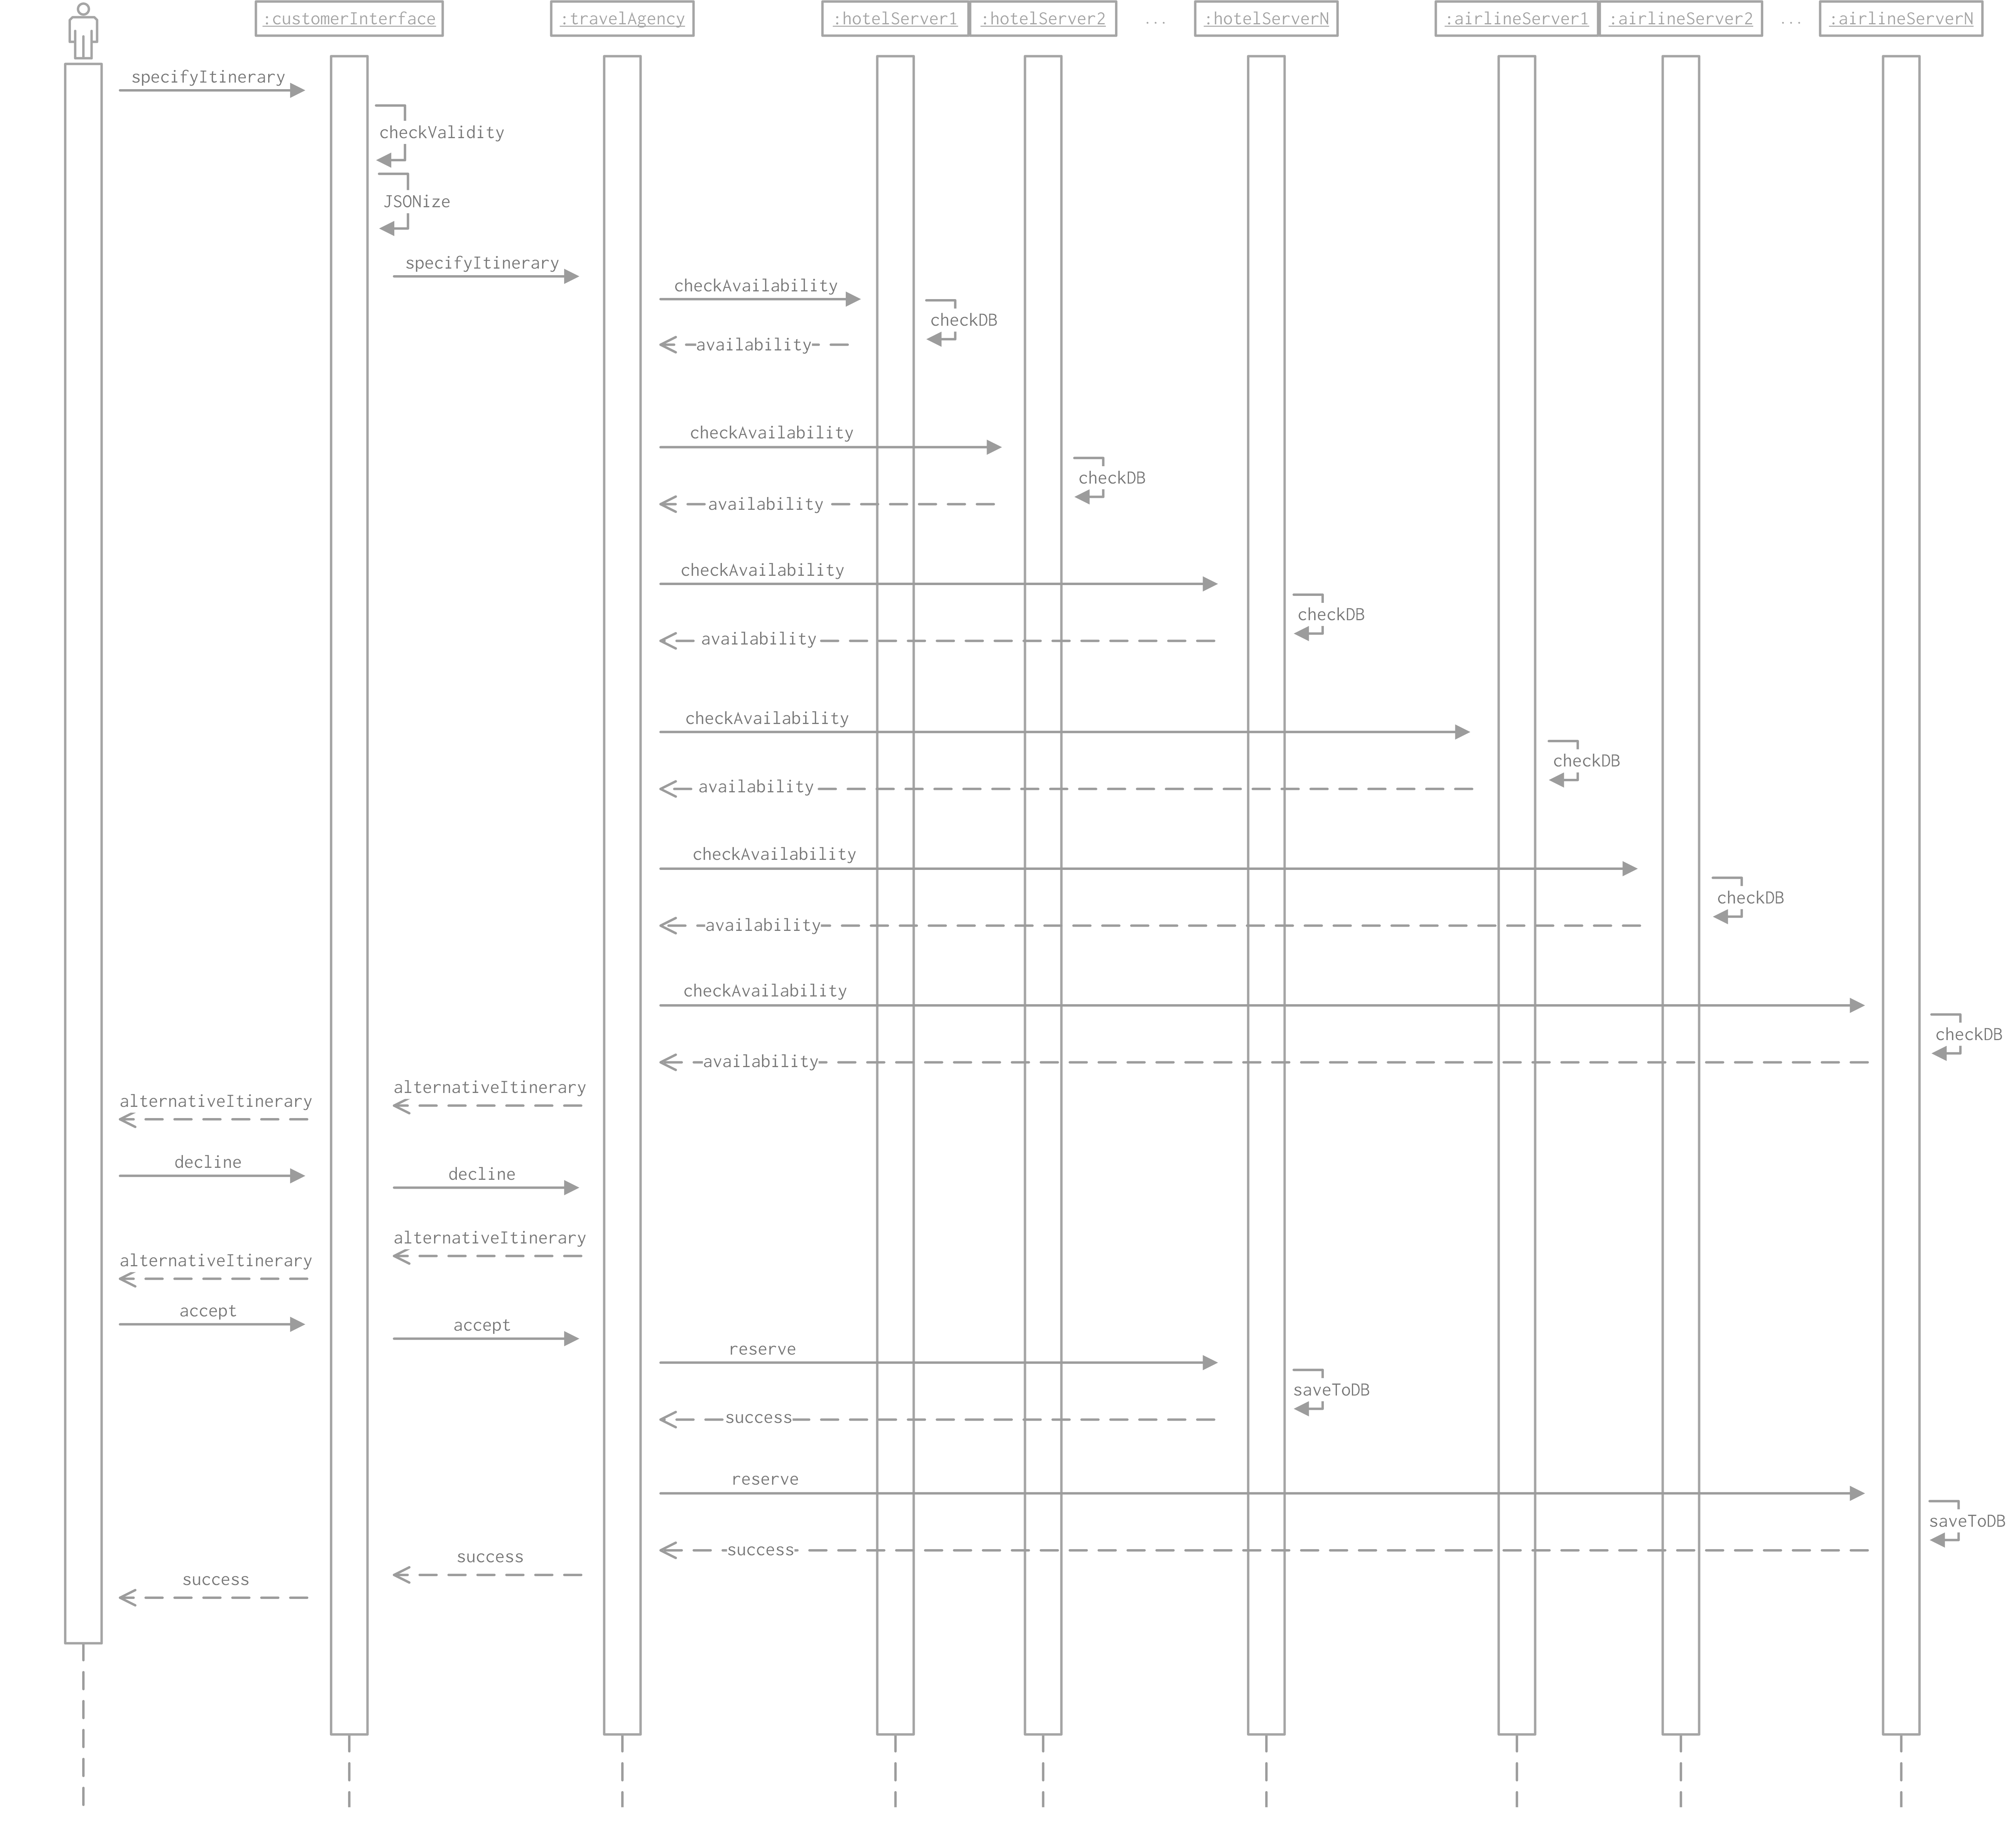 :customerInterface
:travelAgency
:hotelServer1
:hotelServer2
...
:hotelServerN
:airlineServer1
:airlineServer2
...
:airlineServerN
specifyItinerary
checkValidity
JSONize
specifyItinerary
checkAvailability
checkDB
availability
checkAvailability
checkDB
availability
checkAvailability
checkDB
availability
checkAvailability
checkDB
availability
checkAvailability
checkDB
availability
checkAvailability
checkDB
availability
alternativeItinerary
alternativeItinerary
decline
decline
alternativeItinerary
alternativeItinerary
accept
accept
reserve
saveToDB
success
reserve
saveToDB
success
success
success